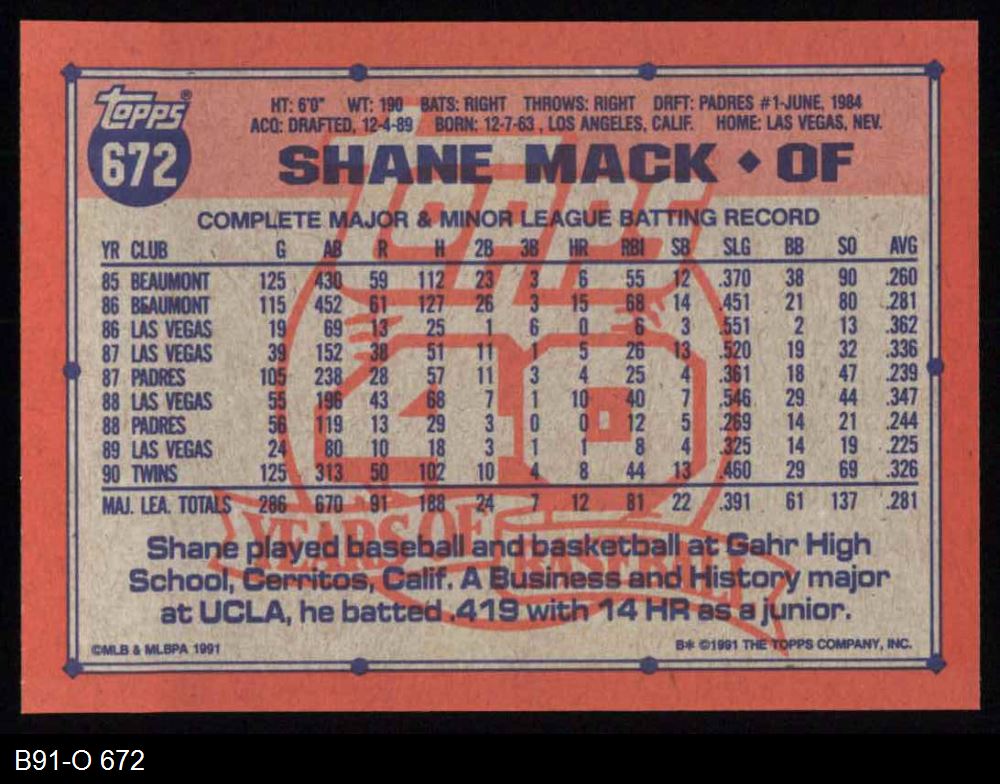 topps®
672
HT: 6'0" WT: 190 BATS: RIGHT THROWS: RIGHT DRFT: PADRES #1-JUNE, 1984
ACQ: DRAFTED, 12-4-89 BORN: 12-7-63 , LOS ANGELES, CALIF. HOME: LAS VEGAS, NEV.
SHANE MACK ◆ OF
COMPLETE MAJOR & MINOR LEAGUE BATTING RECORD
YR CLUB G AB R H 2B 3B HR RBI SB SLG BB SO AVG
85 BEAUMONT 125 430 59 112 23 3 6 55 12 .370 38 90 .260
86 BEAUMONT 115 452 61 127 26 3 15 68 14 .451 21 80 .281
86 LAS VEGAS 19 69 13 25 1 6 0 6 3 .551 2 13 .362
87 LAS VEGAS 39 152 38 51 11 1 5 26 13 .520 19 32 .336
87 PADRES 105 238 28 57 11 3 4 25 4 .361 18 47 .239
88 LAS VEGAS 55 196 43 68 7 1 10 40 7 .546 29 44 .347
88 PADRES 56 119 13 29 3 0 0 12 5 .269 14 21 .244
89 LAS VEGAS 24 80 10 18 3 1 1 8 4 .325 14 19 .225
90 TWINS 125 313 50 102 10 4 8 44 13 .460 29 69 .326
MAJ. LEA. TOTALS 286 670 91 188 24 7 12 81 22 .391 61 137 .281
topps
40
YEARS OF BASEBALL
Shane played baseball and basketball at Gahr High
School, Cerritos, Calif. A Business and History major
at UCLA, he batted .419 with 14 HR as a junior.
©MLB & MLBPA 1991
B* ©1991 THE TOPPS COMPANY, INC.
B91-O 672